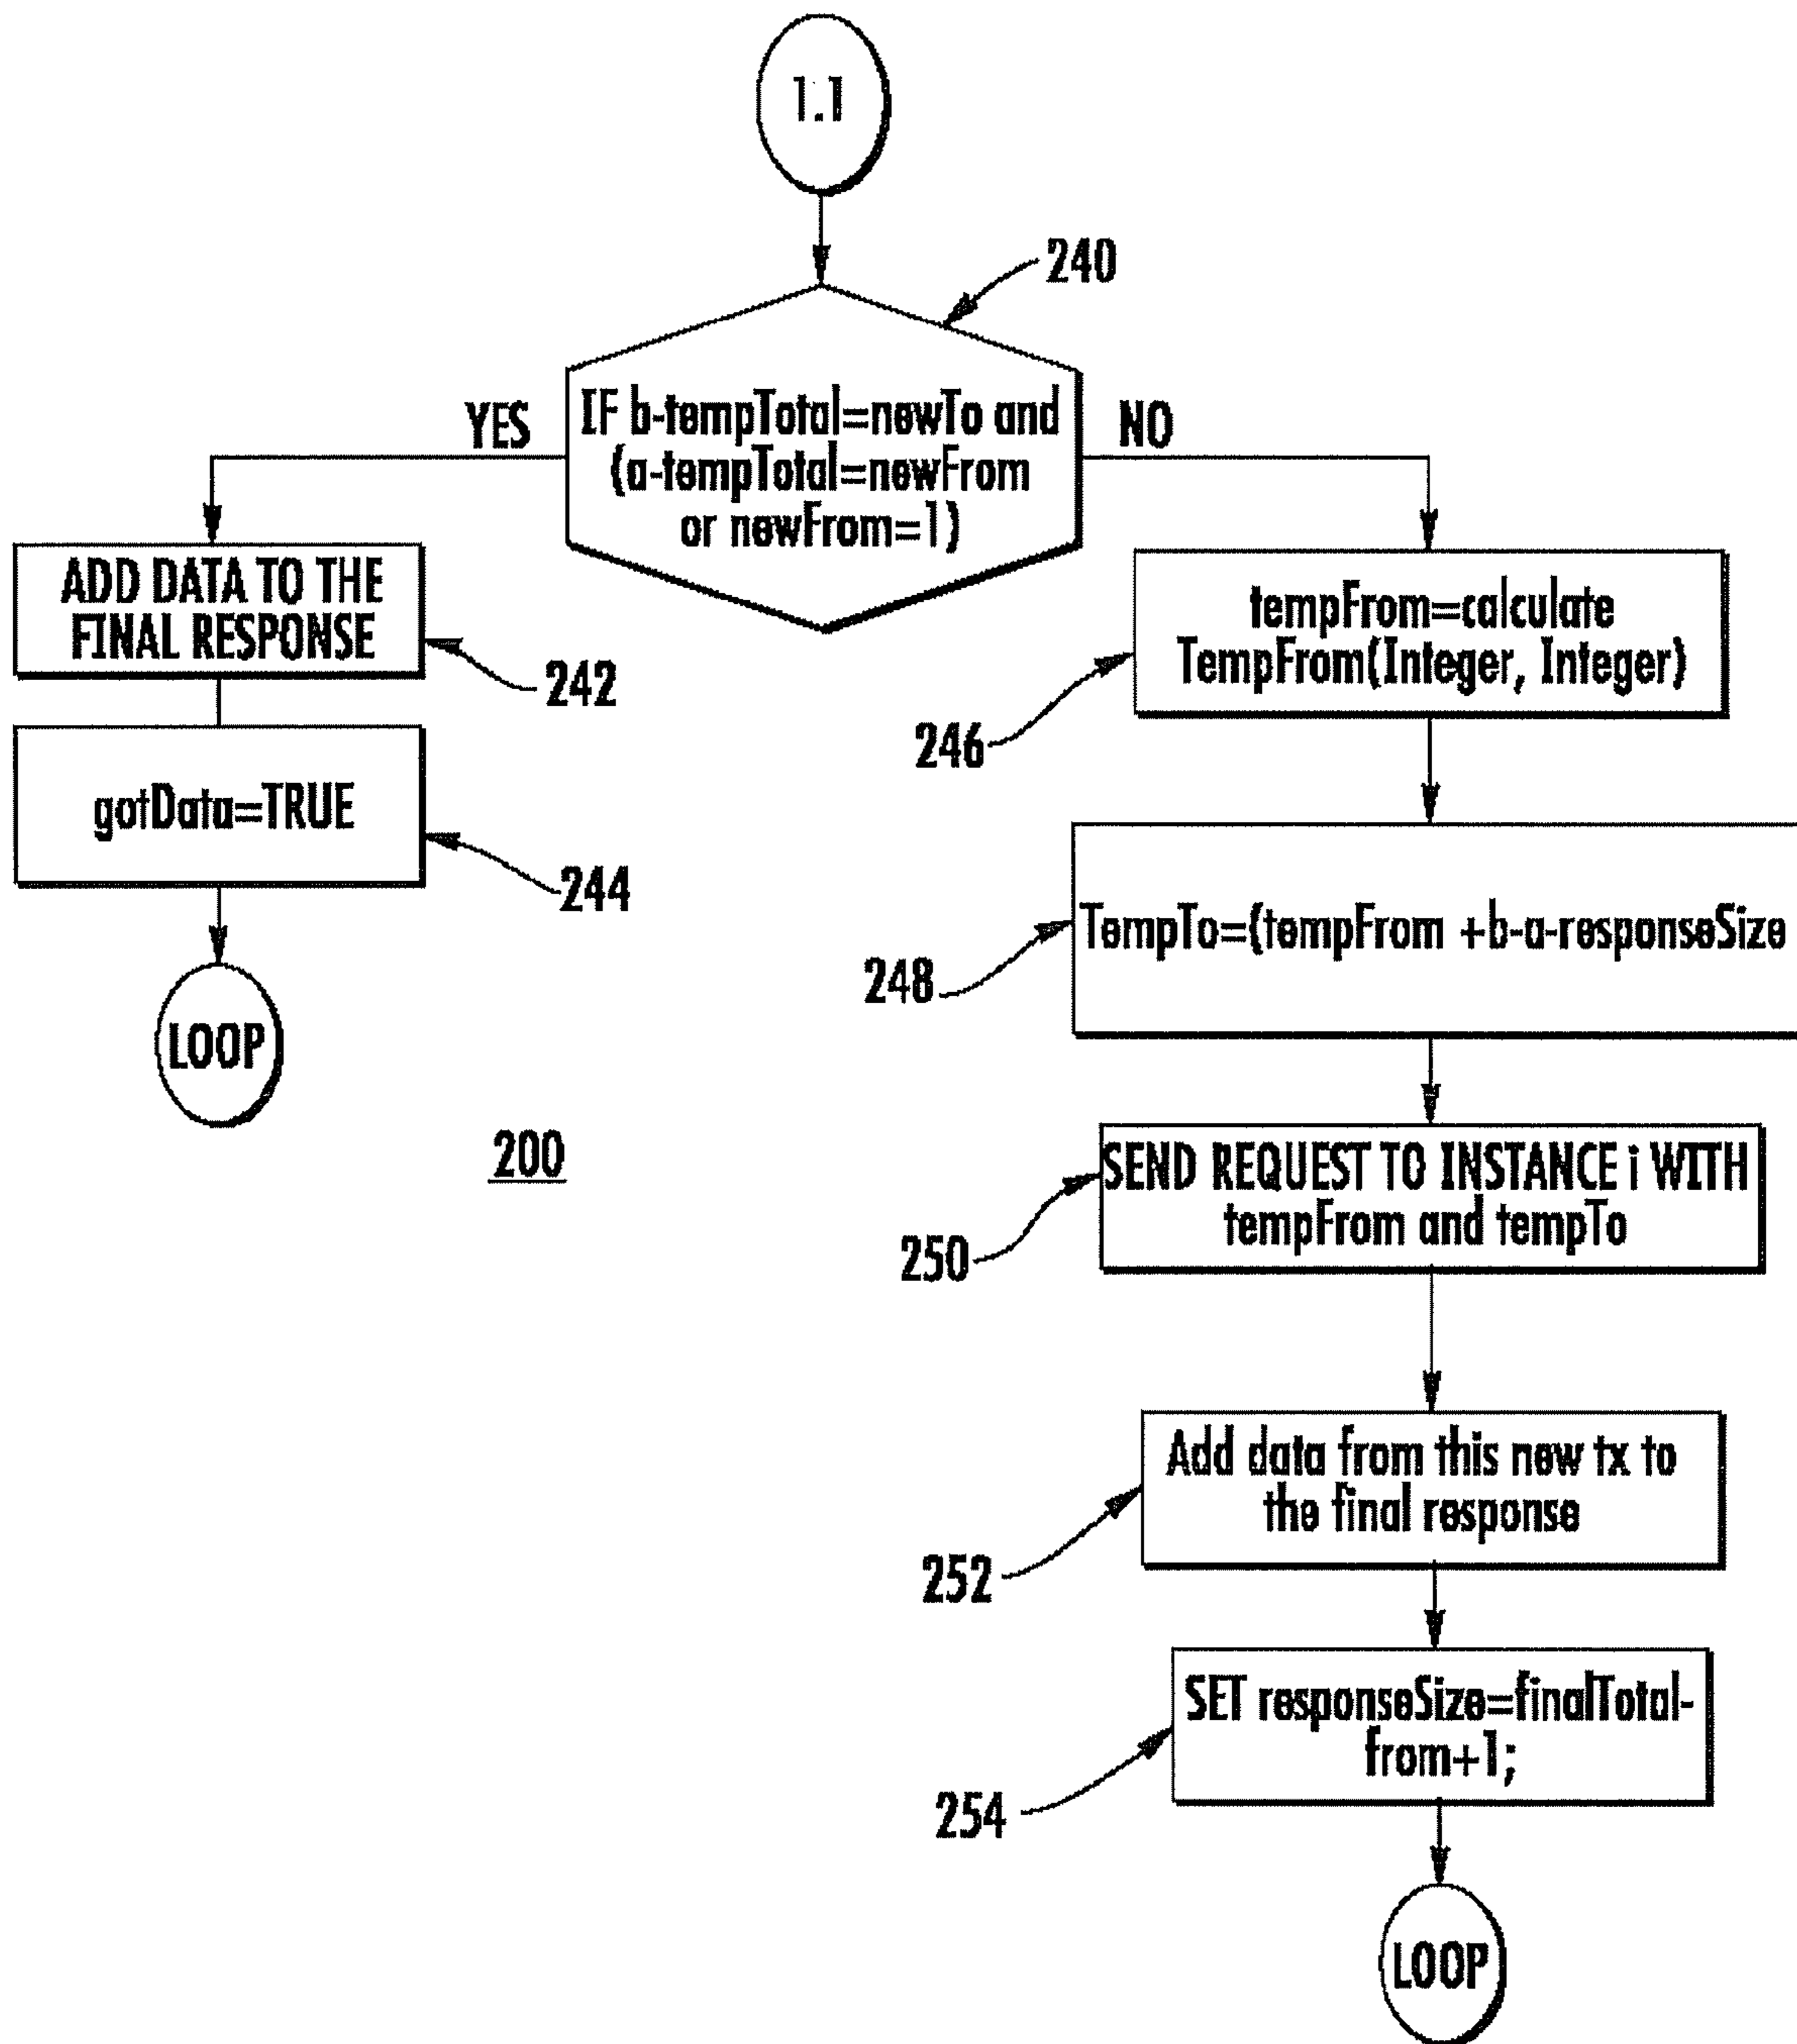 1.1
240
IF b-tempTotal=newTo and
(a-tempTotal=newFrom
or newFrom=1)
YES
NO
ADD DATA TO THE
FINAL RESPONSE
242
gotData=TRUE
244
LOOP
200
tempFrom=calculate
TempFrom(Integer, Integer)
246
TempTo=(tempFrom +b-a-responseSize
248
SEND REQUEST TO INSTANCE i WITH
tempFrom and tempTo
250
Add data from this new tx to
the final response
252
SET responseSize=finalTotal-
from+1;
254
LOOP